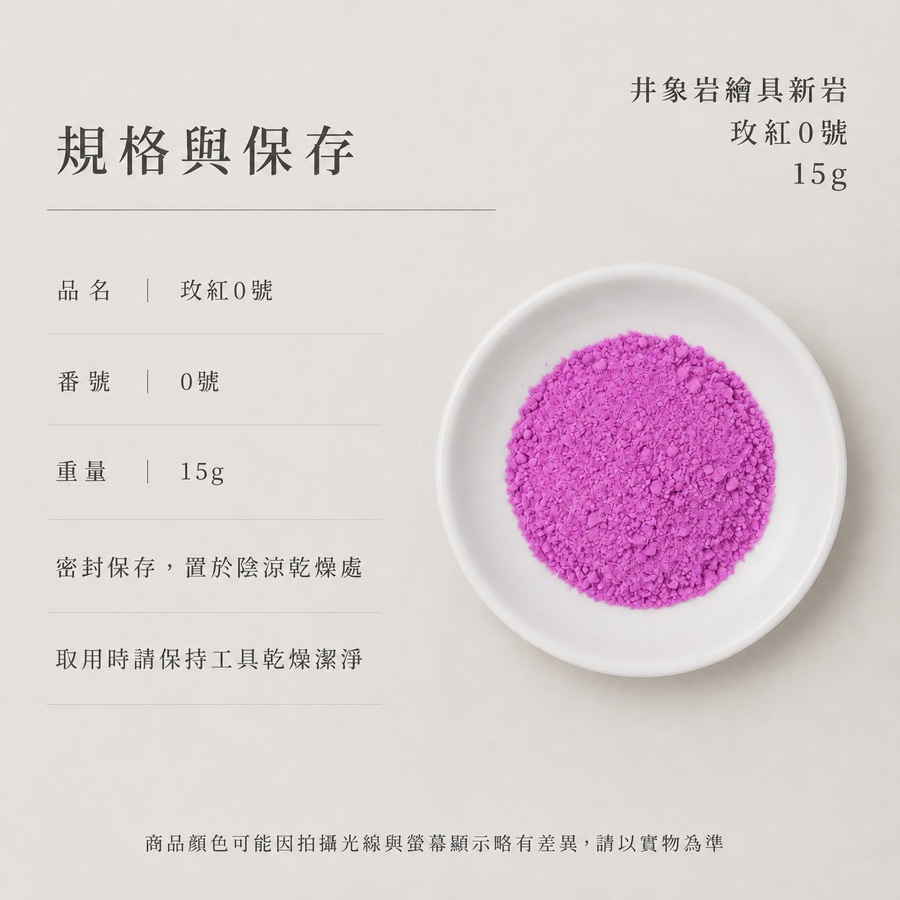 井象岩繪具新岩
玫紅0號
15g
規格與保存
品名｜玫紅0號
番號｜0號
重量｜15g
密封保存，置於陰涼乾燥處
取用時請保持工具乾燥潔淨
商品顏色可能因拍攝光線與螢幕顯示略有差異，請以實物為準